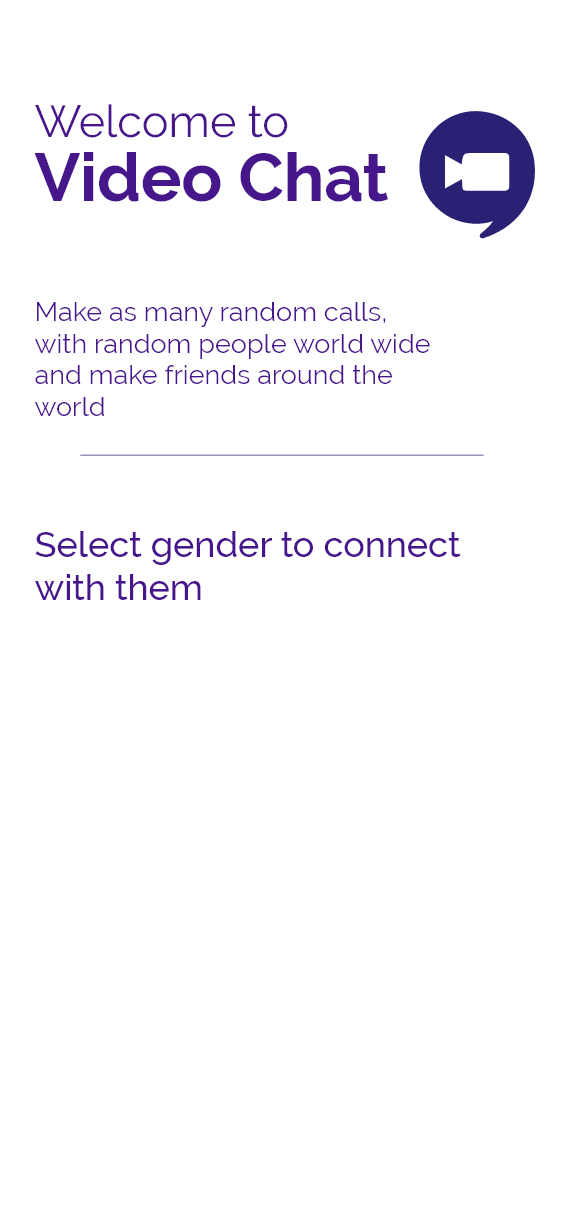 Welcome to
Video Chat
Make as many random calls,
with random people world wide
and make friends around the
world
Select gender to connect
with them